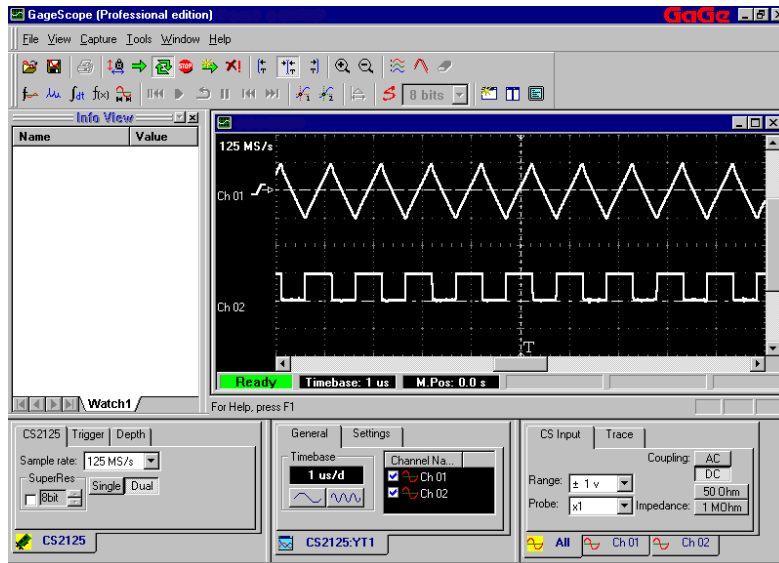 GageScope (Professional edition)
GaGe
File View Capture Tools Window Help
8 bits
Info View
Name Value
125 MS/s
Ch 01
Ch 02
T
Ready Timebase: 1 us M.Pos: 0.0 s
Watch1
For Help, press F1
CS2125 Trigger Depth
Sample rate: 125 MS/s
SuperRes
8bit
Single Dual
CS2125
General Settings
Timebase
1 us/d
Channel Na...
Ch 01
Ch 02
CS2125:YT1
CS Input Trace
Coupling: AC
DC
Range: ± 1 v
50 Ohm
Probe: x1
Impedance: 1 MOhm
All Ch 01 Ch 02